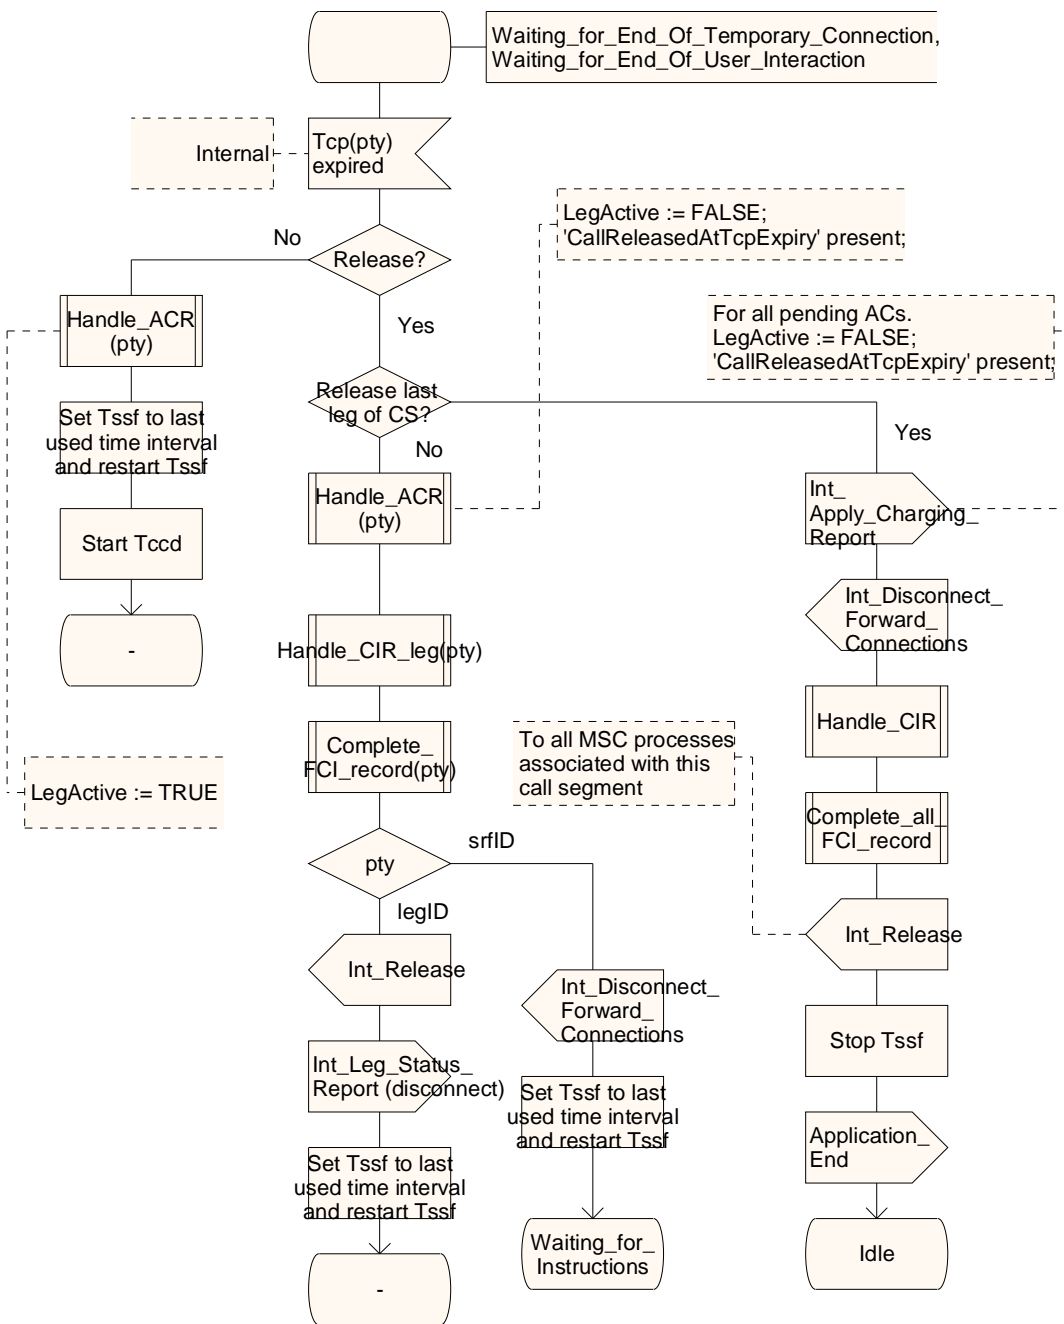 Waiting_for_End_Of_Temporary_Connection,
Waiting_for_End_Of_User_Interaction
Internal
Tcp(pty)
expired
LegActive := FALSE;
'CallReleasedAtTcpExpiry' present;
No
Release?
Yes
For all pending ACs.
LegActive := FALSE;
'CallReleasedAtTcpExpiry' present;
Handle_ACR
(pty)
Release last
leg of CS?
Yes
No
Set Tssf to last
used time interval
and restart Tssf
Handle_ACR
(pty)
Int_
Apply_Charging_
Report
Start Tccd
Int_Disconnect_
Forward_
Connections
-
Handle_CIR_leg(pty)
Handle_CIR
Complete_
FCI_record(pty)
To all MSC processes
associated with this
call segment
LegActive := TRUE
Complete_all_
FCI_record
pty
srfID
legID
Int_Release
Int_Release
Int_Disconnect_
Forward_
Connections
Stop Tssf
Int_Leg_Status_
Report (disconnect)
Set Tssf to last
used time interval
and restart Tssf
Application_
End
Set Tssf to last
used time interval
and restart Tssf
Waiting_for_
Instructions
Idle
-